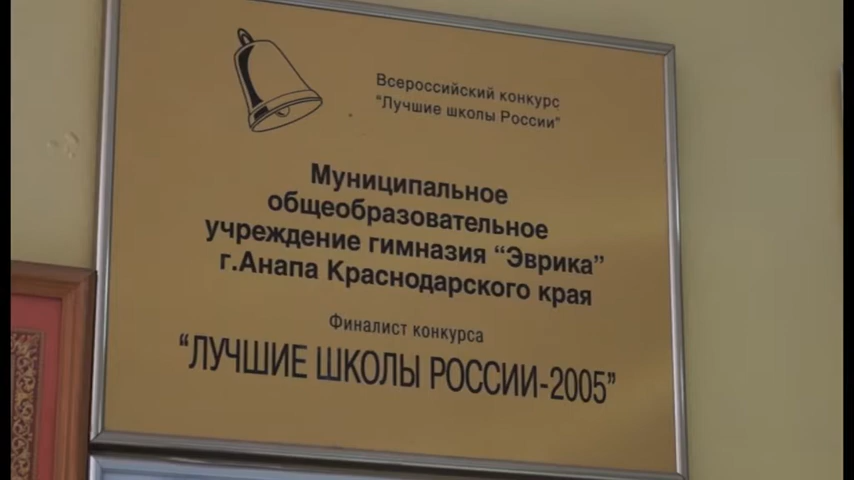 Всероссийский конкурс
"Лучшие школы России"
Муниципальное
общеобразовательное
учреждение гимназия “Эврика”
г.Анапа Краснодарского края
Финалист конкурса
“ЛУЧШИЕ ШКОЛЫ РОССИИ-2005”